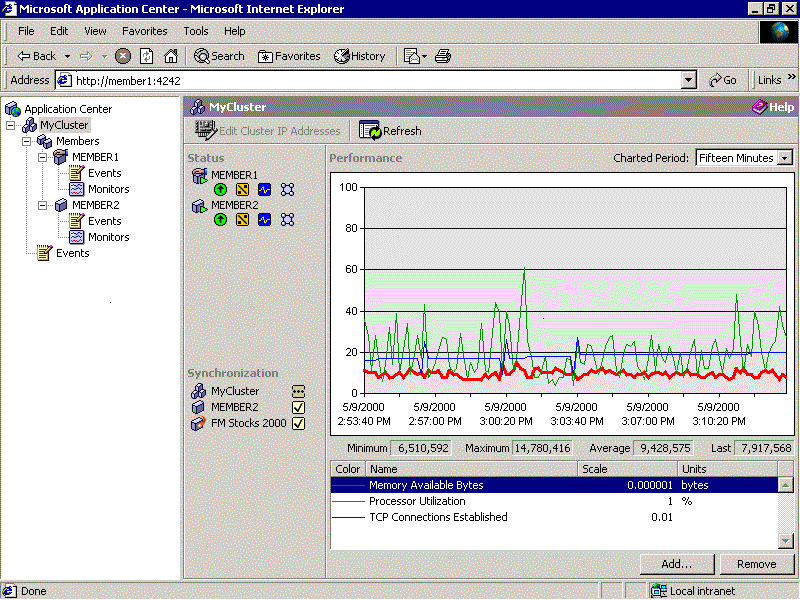 Microsoft Application Center - Microsoft Internet Explorer
File Edit View Favorites Tools Help
Back Search Favorites History
Address http://member1:4242 Go Links »
Application Center
MyCluster
Members
MEMBER1
Events
Monitors
MEMBER2
Events
Monitors
Events
MyCluster Help
Edit Cluster IP Addresses Refresh
Status
MEMBER1
MEMBER2
Synchronization
MyCluster
MEMBER2
FM Stocks 2000
Performance Charted Period: Fifteen Minutes
100
80
60
40
20
0
5/9/2000 5/9/2000 5/9/2000 5/9/2000 5/9/2000 5/9/2000
2:53:40 PM 2:57:00 PM 3:00:20 PM 3:03:40 PM 3:07:00 PM 3:10:20 PM
Minimum 6,510,592 Maximum 14,780,416 Average 9,428,575 Last 7,917,568
Color Name Scale Units
Memory Available Bytes 0.000001 bytes
Processor Utilization 1 %
TCP Connections Established 0.01
Add... Remove
Done Local intranet